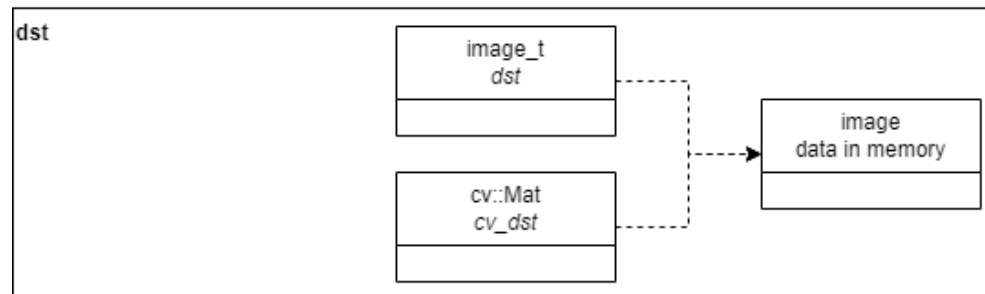 dst
image_t
dst
image
data in memory
cv::Mat
cv_dst